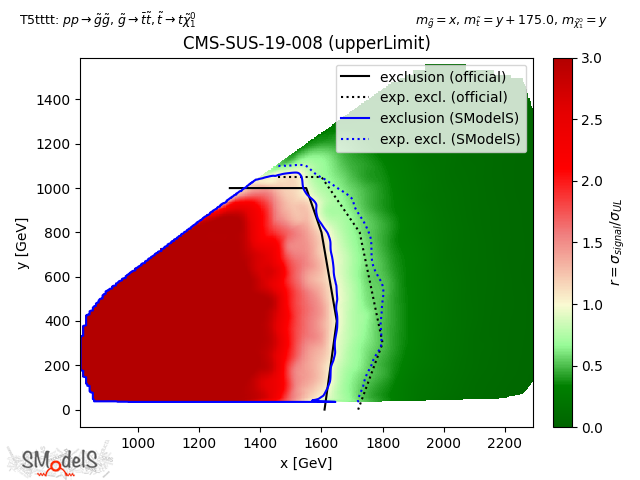 T5tttt: pp → g̃g̃, g̃ → t̄t̃, t̃ → tχ̃₁⁰
m_g̃ = x, m_t̃ = y + 175.0, m_χ̃₁⁰ = y
CMS-SUS-19-008 (upperLimit)
exclusion (official)
exp. excl. (official)
exclusion (SModelS)
exp. excl. (SModelS)
1400
1200
1000
800
600
400
200
0
y [GeV]
1000 1200 1400 1600 1800 2000 2200
x [GeV]
3.0
2.5
2.0
1.5
1.0
0.5
0.0
r = σ_signal/σ_UL
SModelS